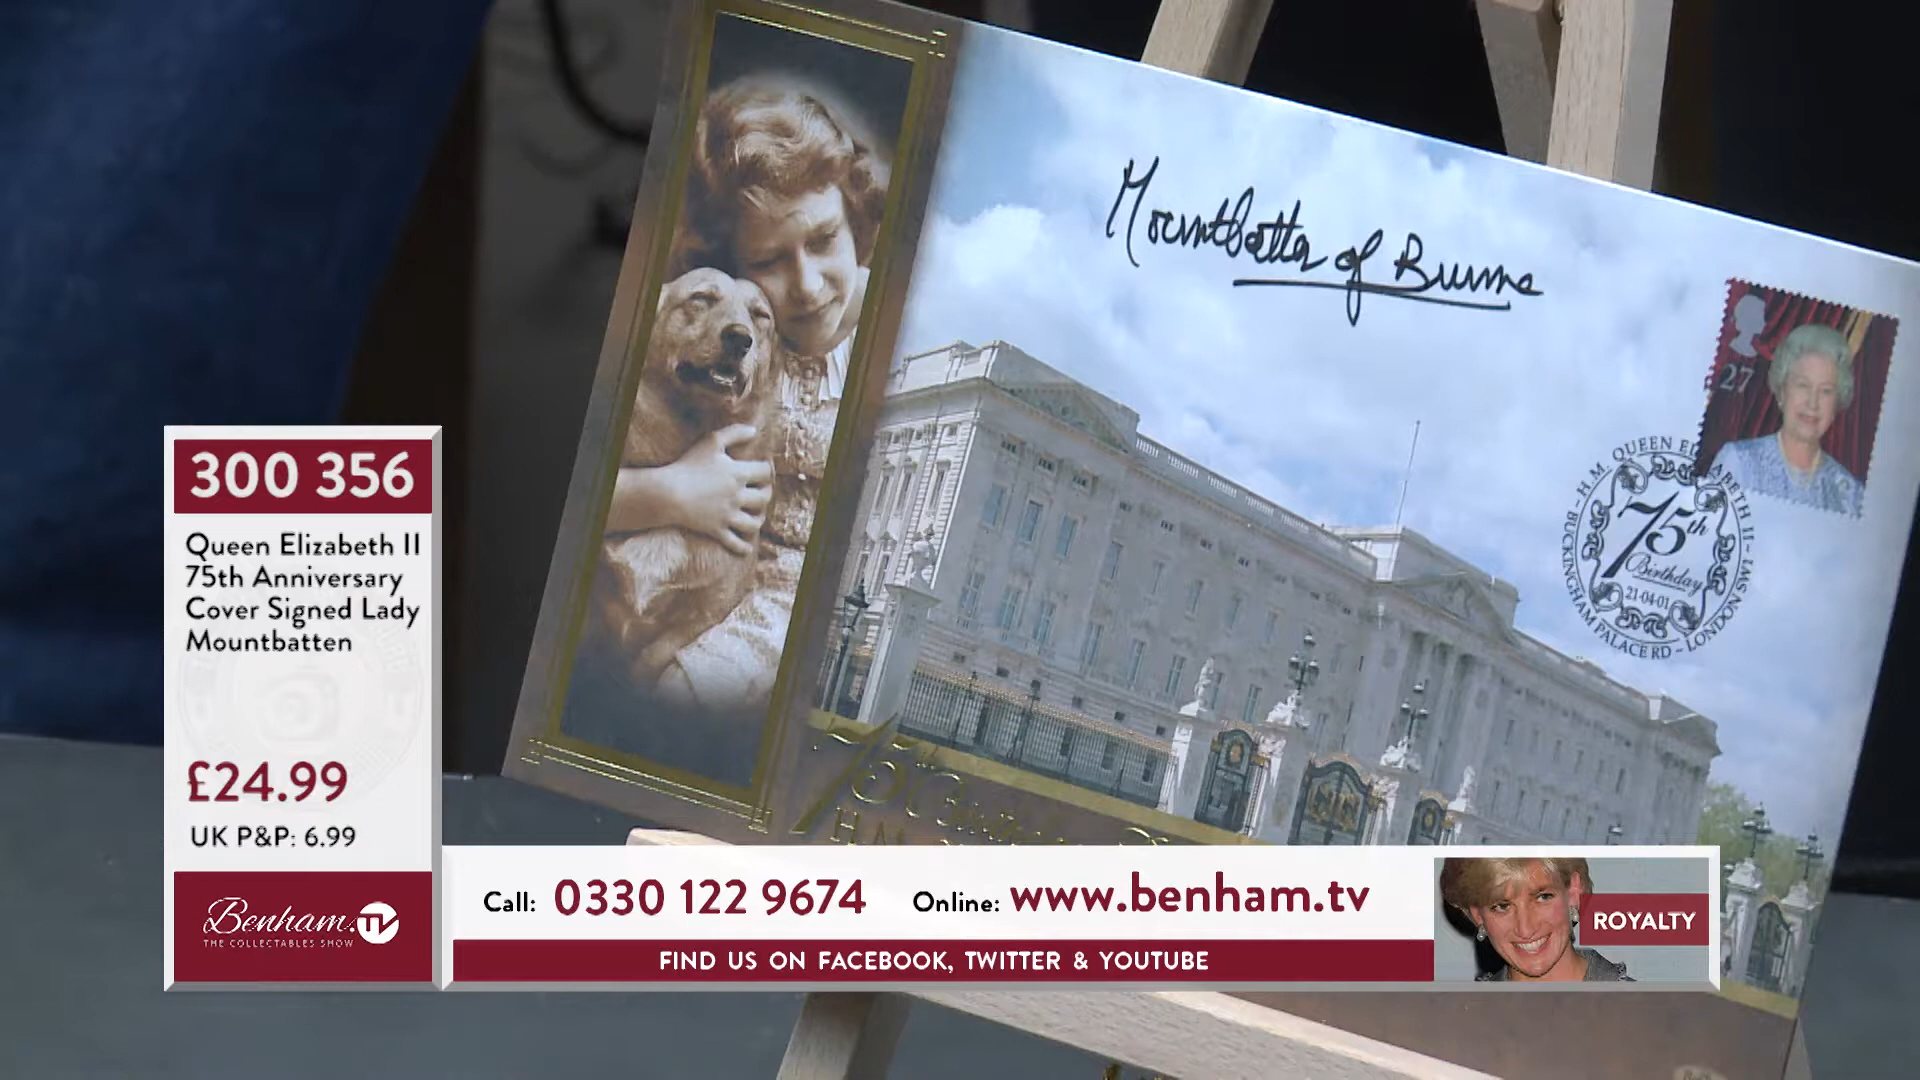 Mountbatten of Burma
27
H.M. QUEEN ELIZABETH II
75th
Birthday
21·04·01
BUCKINGHAM PALACE RD ~ LONDON SW1
75th
300 356
Queen Elizabeth II
75th Anniversary
Cover Signed Lady
Mountbatten
£24.99
UK P&P: 6.99
Benham.TV
THE COLLECTABLES SHOW
Call: 0330 122 9674 Online: www.benham.tv
FIND US ON FACEBOOK, TWITTER & YOUTUBE
ROYALTY